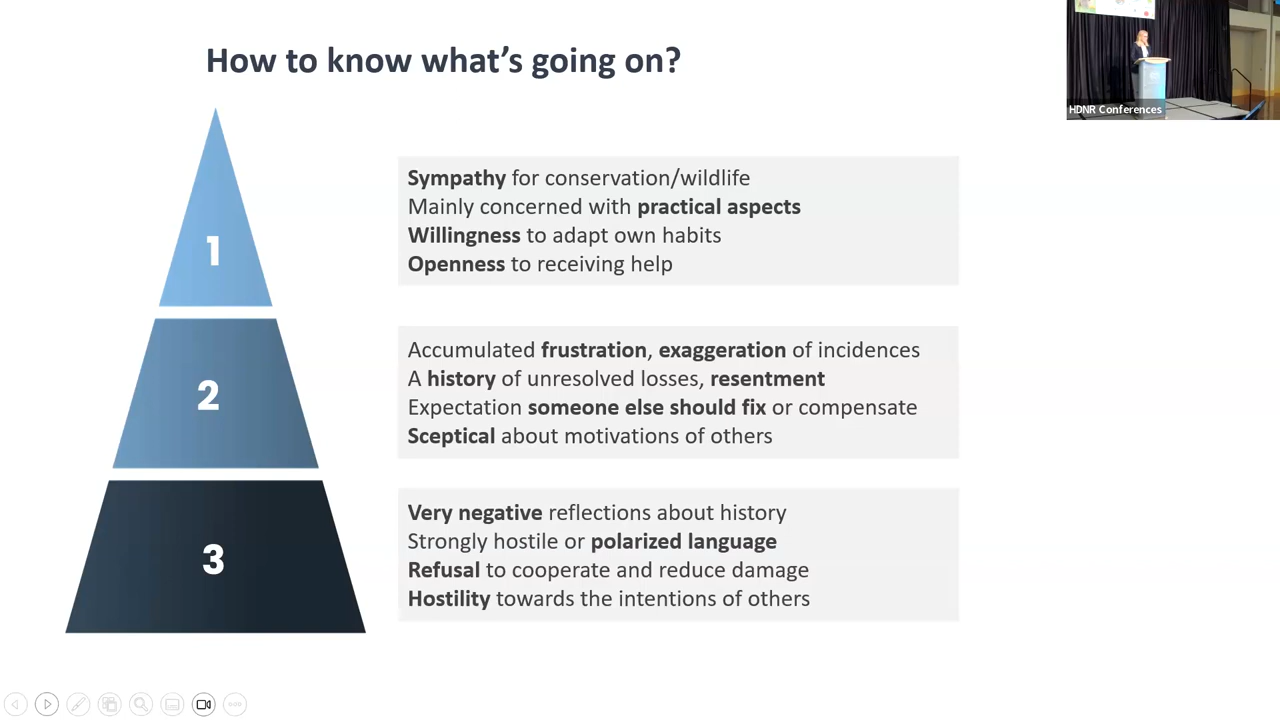 How to know what's going on?
HDNR Conferences
1
Sympathy for conservation/wildlife
Mainly concerned with practical aspects
Willingness to adapt own habits
Openness to receiving help
2
Accumulated frustration, exaggeration of incidences
A history of unresolved losses, resentment
Expectation someone else should fix or compensate
Sceptical about motivations of others
3
Very negative reflections about history
Strongly hostile or polarized language
Refusal to cooperate and reduce damage
Hostility towards the intentions of others